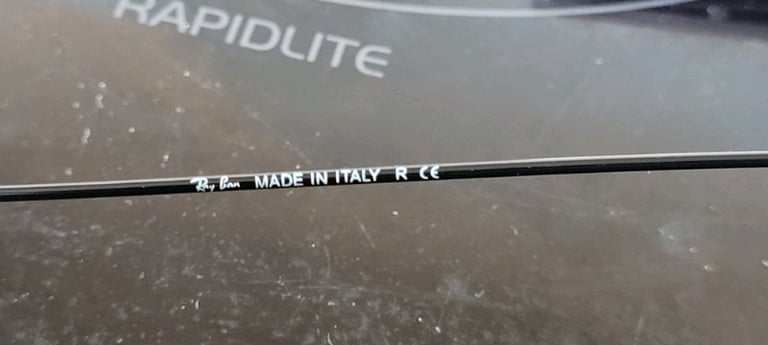 RAPIDLITE
Ray Ban MADE IN ITALY R CE